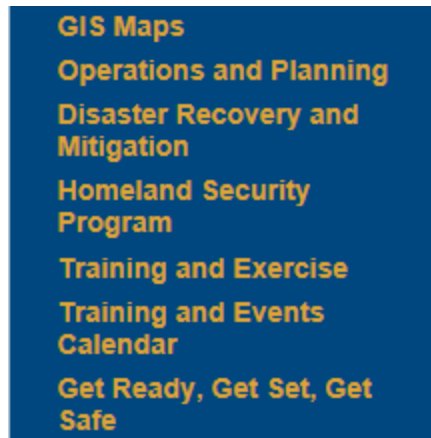 GIS Maps
Operations and Planning
Disaster Recovery and
Mitigation
Homeland Security
Program
Training and Exercise
Training and Events
Calendar
Get Ready, Get Set, Get
Safe